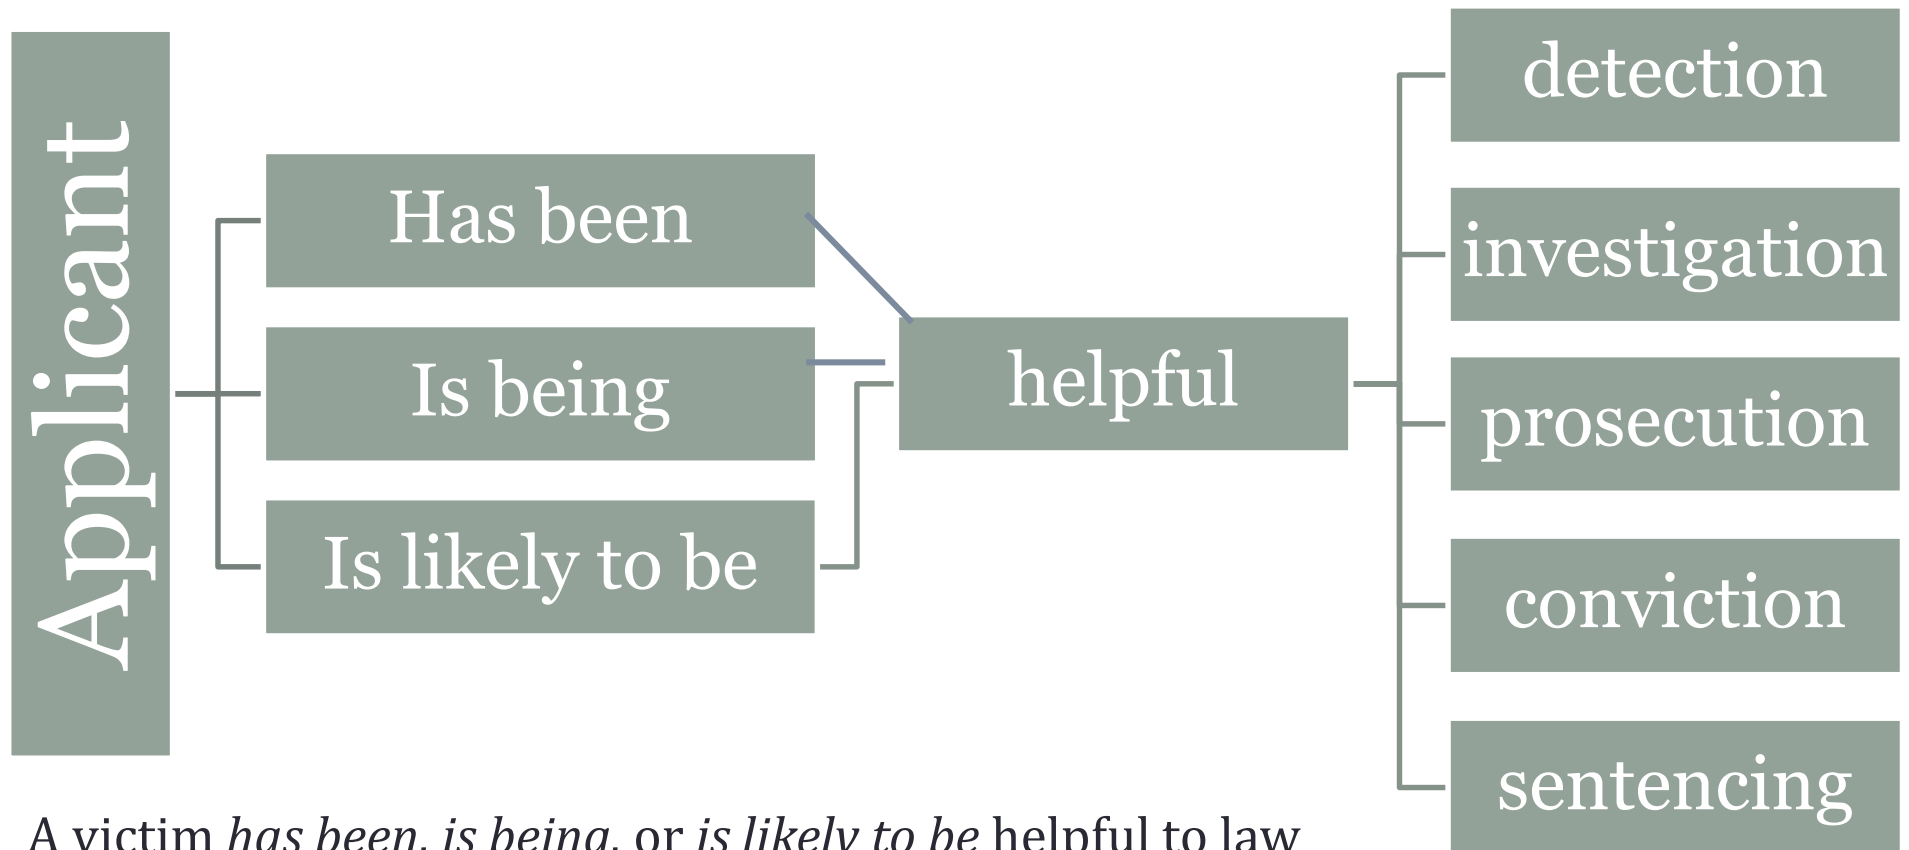 Applicant
Has been
Is being
Is likely to be
helpful
detection
investigation
prosecution
conviction
sentencing
A victim has been, is being, or is likely to be helpful to law